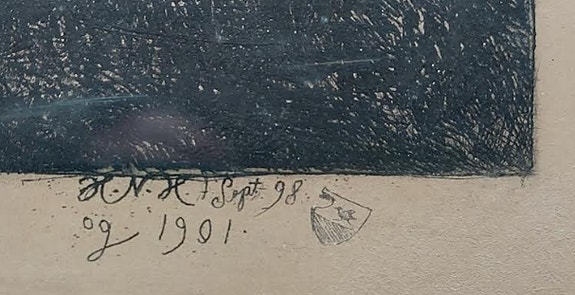 H. N. H f Sept 98
og 1901.